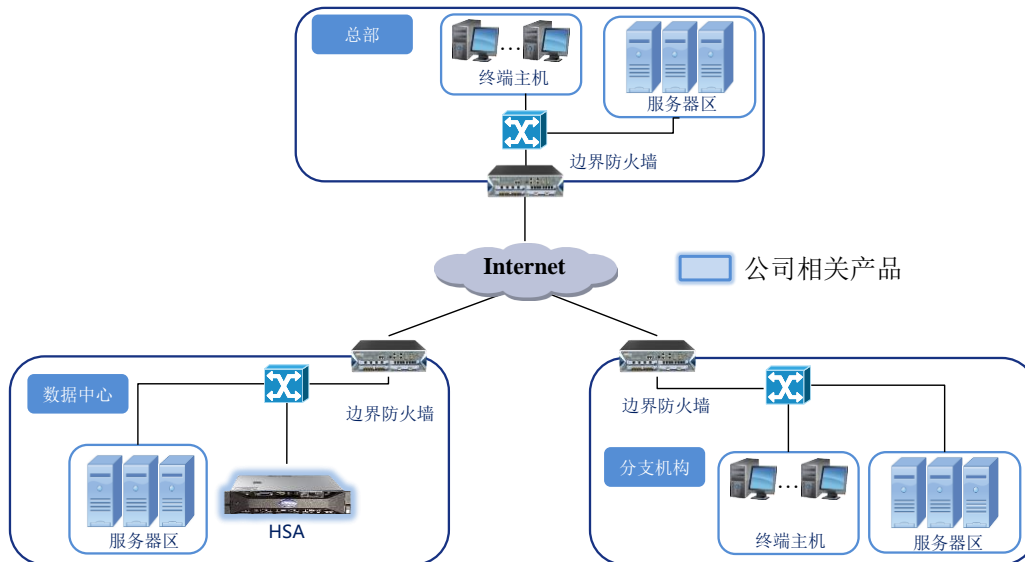 总部
…
终端主机
服务器区
边界防火墙
Internet
公司相关产品
数据中心
边界防火墙
服务器区
HSA
边界防火墙
分支机构
…
终端主机
服务器区